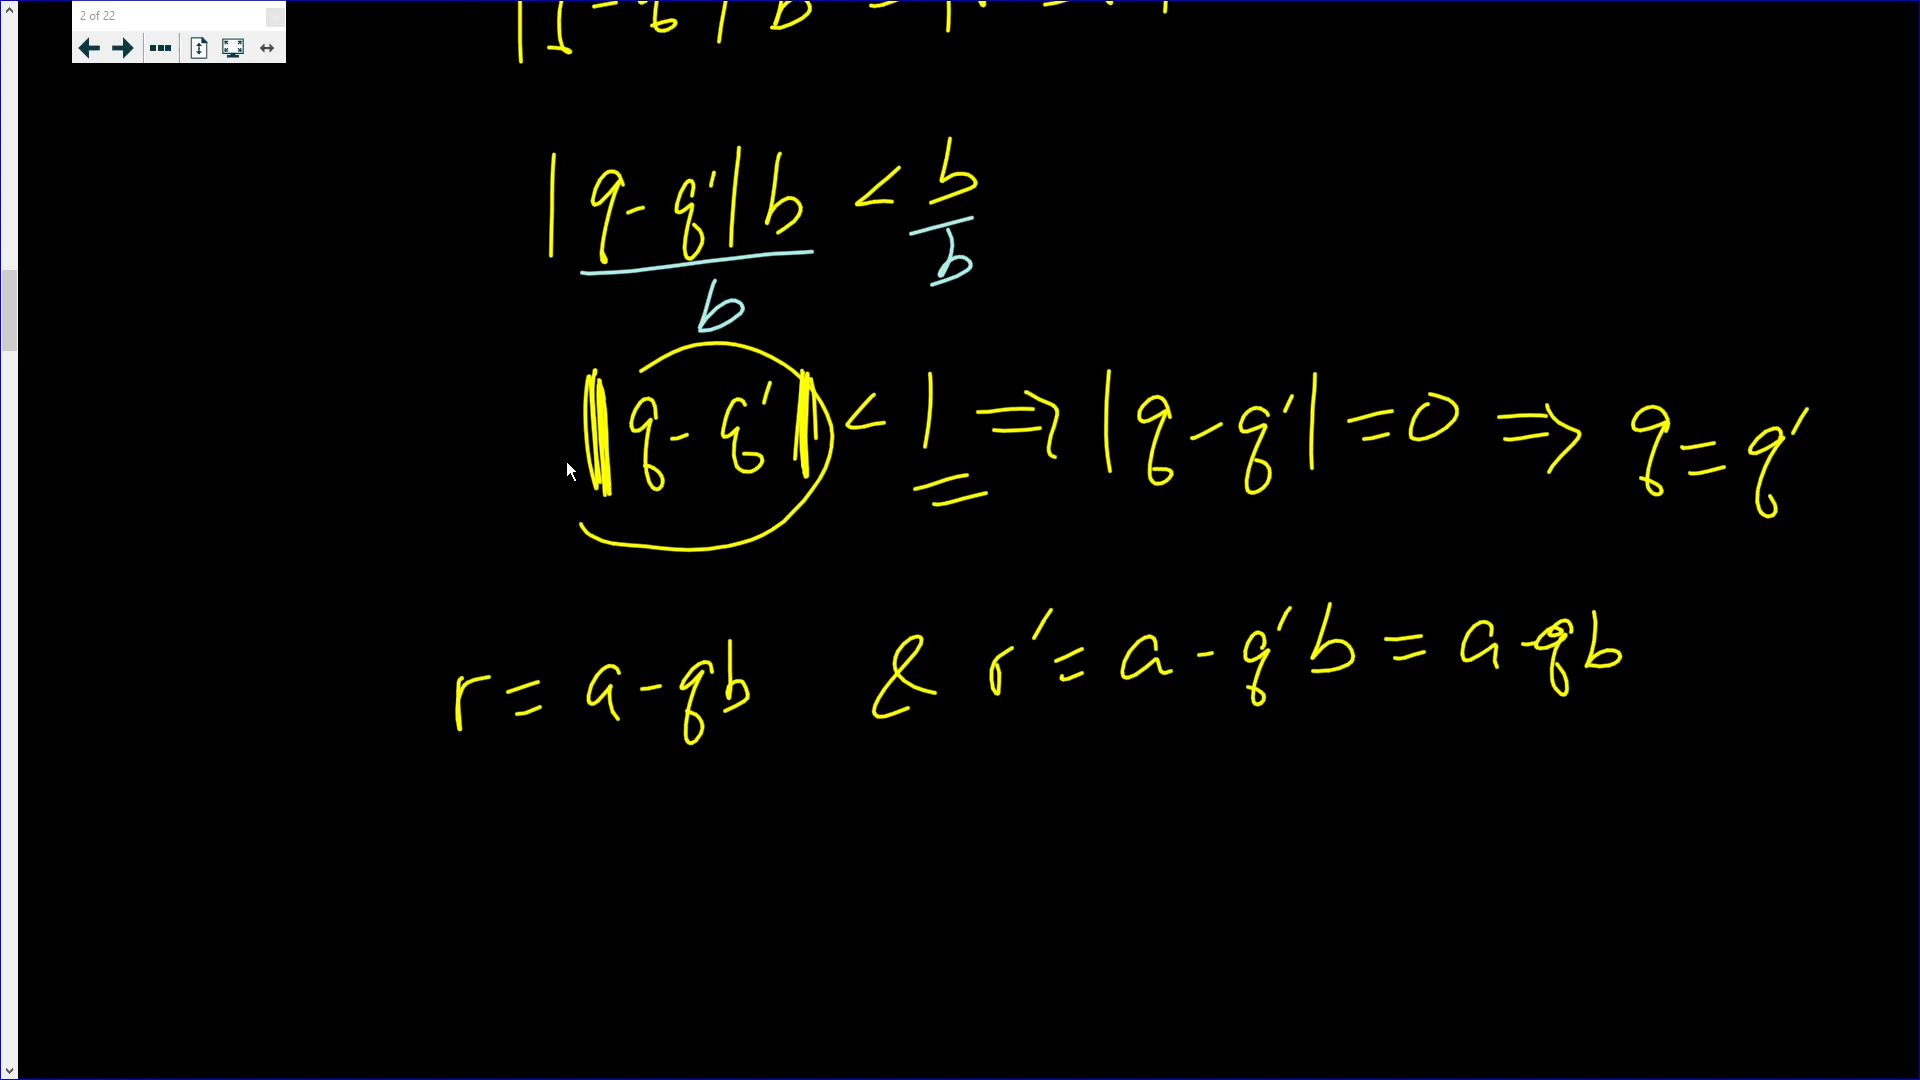 2 of 22
|q-q'|b < b
b b
|q-q'| < 1 => |q-q'| = 0 => q = q'
r = a-qb & r' = a-q'b = a-qb